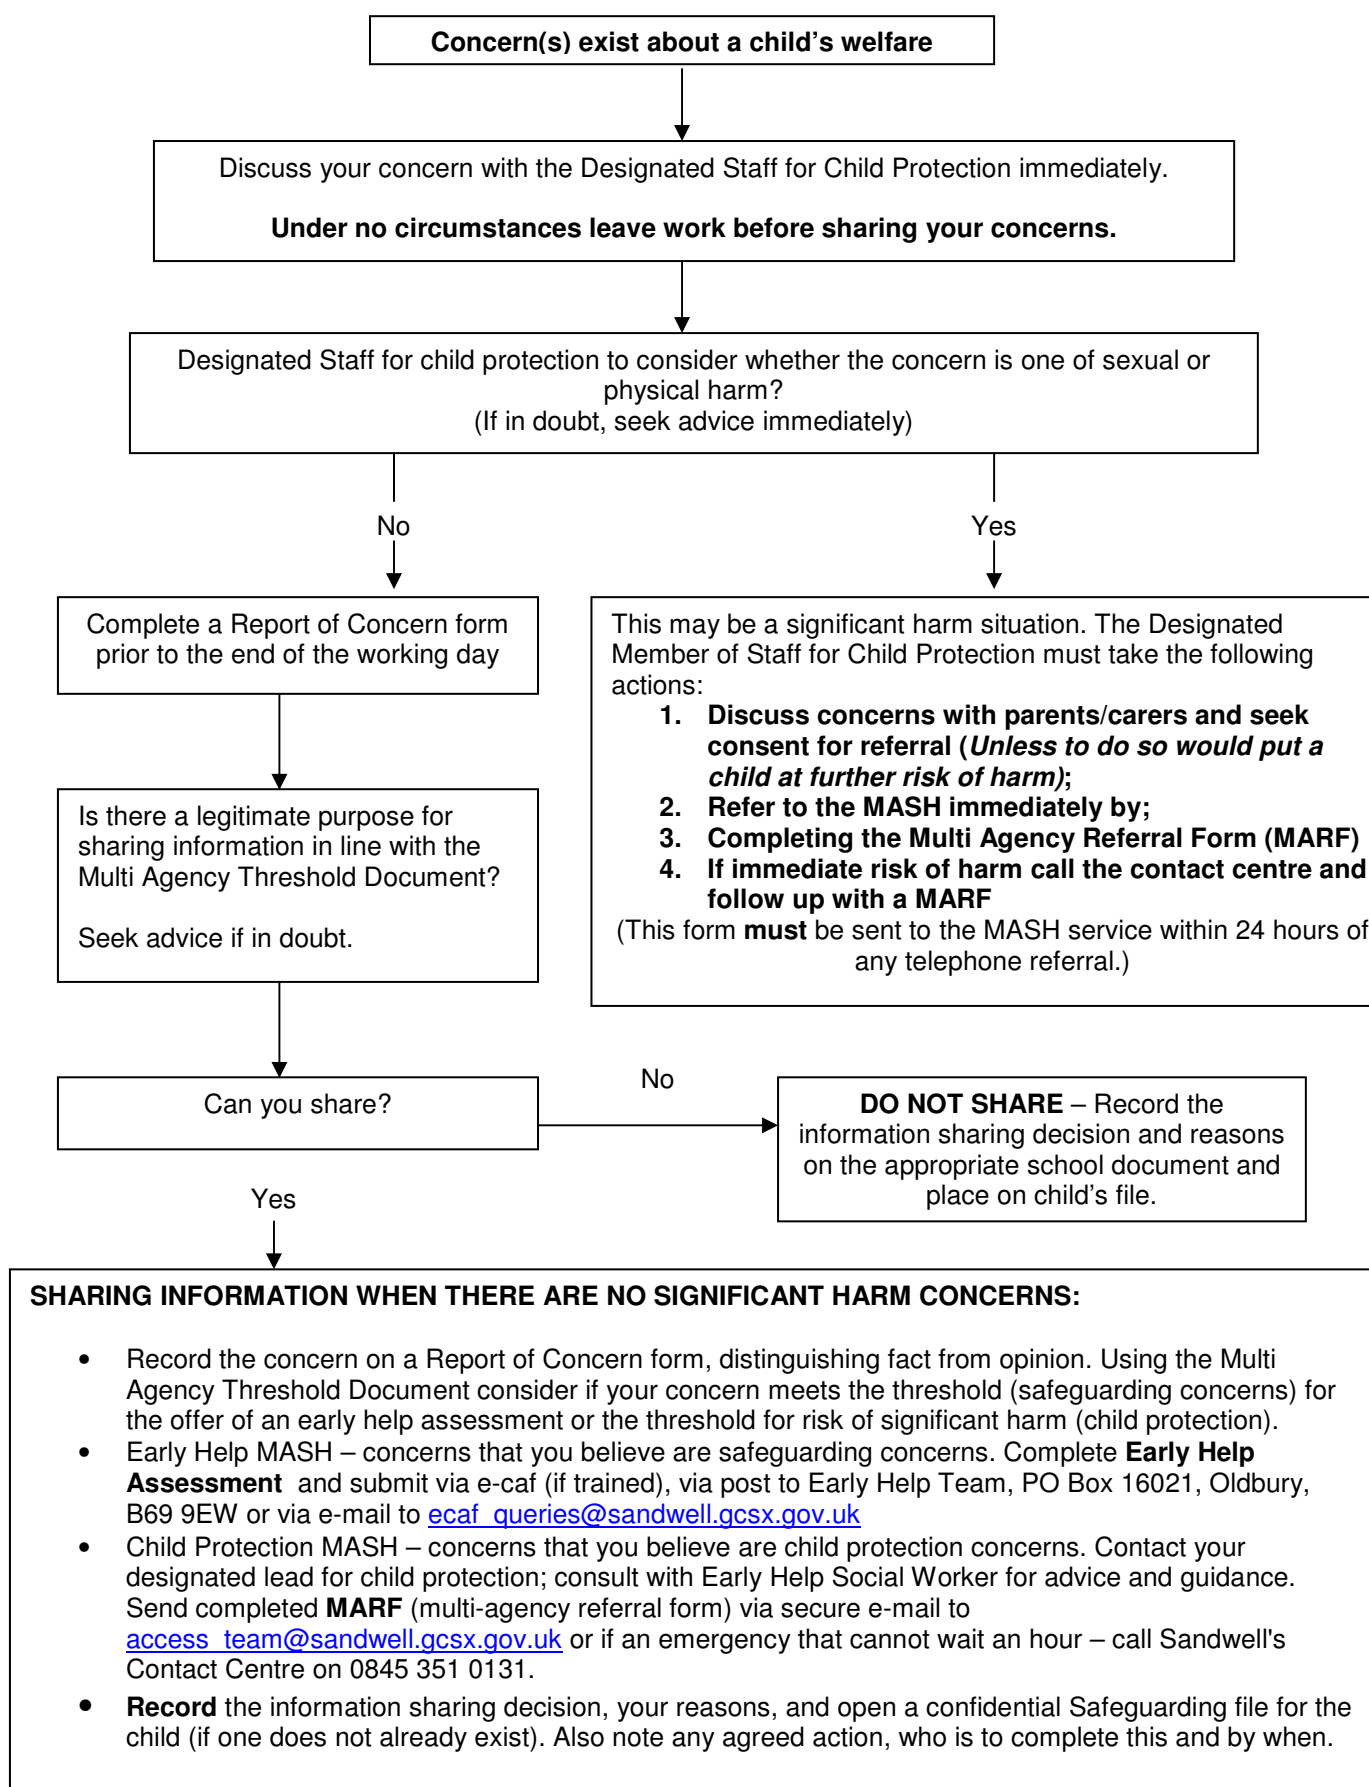 Concern(s) exist about a child’s welfare
Discuss your concern with the Designated Staff for Child Protection immediately.
Under no circumstances leave work before sharing your concerns.
Designated Staff for child protection to consider whether the concern is one of sexual or
physical harm?
(If in doubt, seek advice immediately)
No
Yes
Complete a Report of Concern form
prior to the end of the working day
This may be a significant harm situation. The Designated
Member of Staff for Child Protection must take the following
actions:
1. Discuss concerns with parents/carers and seek
consent for referral (Unless to do so would put a
child at further risk of harm);
2. Refer to the MASH immediately by;
3. Completing the Multi Agency Referral Form (MARF)
4. If immediate risk of harm call the contact centre and
follow up with a MARF
(This form must be sent to the MASH service within 24 hours of
any telephone referral.)
Is there a legitimate purpose for
sharing information in line with the
Multi Agency Threshold Document?
Seek advice if in doubt.
Can you share?
No
DO NOT SHARE – Record the
information sharing decision and reasons
on the appropriate school document and
place on child’s file.
Yes
SHARING INFORMATION WHEN THERE ARE NO SIGNIFICANT HARM CONCERNS:
• Record the concern on a Report of Concern form, distinguishing fact from opinion. Using the Multi
Agency Threshold Document consider if your concern meets the threshold (safeguarding concerns) for
the offer of an early help assessment or the threshold for risk of significant harm (child protection).
• Early Help MASH – concerns that you believe are safeguarding concerns. Complete Early Help
Assessment and submit via e-caf (if trained), via post to Early Help Team, PO Box 16021, Oldbury,
B69 9EW or via e-mail to ecaf_queries@sandwell.gcsx.gov.uk
• Child Protection MASH – concerns that you believe are child protection concerns. Contact your
designated lead for child protection; consult with Early Help Social Worker for advice and guidance.
Send completed MARF (multi-agency referral form) via secure e-mail to
access_team@sandwell.gcsx.gov.uk or if an emergency that cannot wait an hour – call Sandwell's
Contact Centre on 0845 351 0131.
• Record the information sharing decision, your reasons, and open a confidential Safeguarding file for the
child (if one does not already exist). Also note any agreed action, who is to complete this and by when.